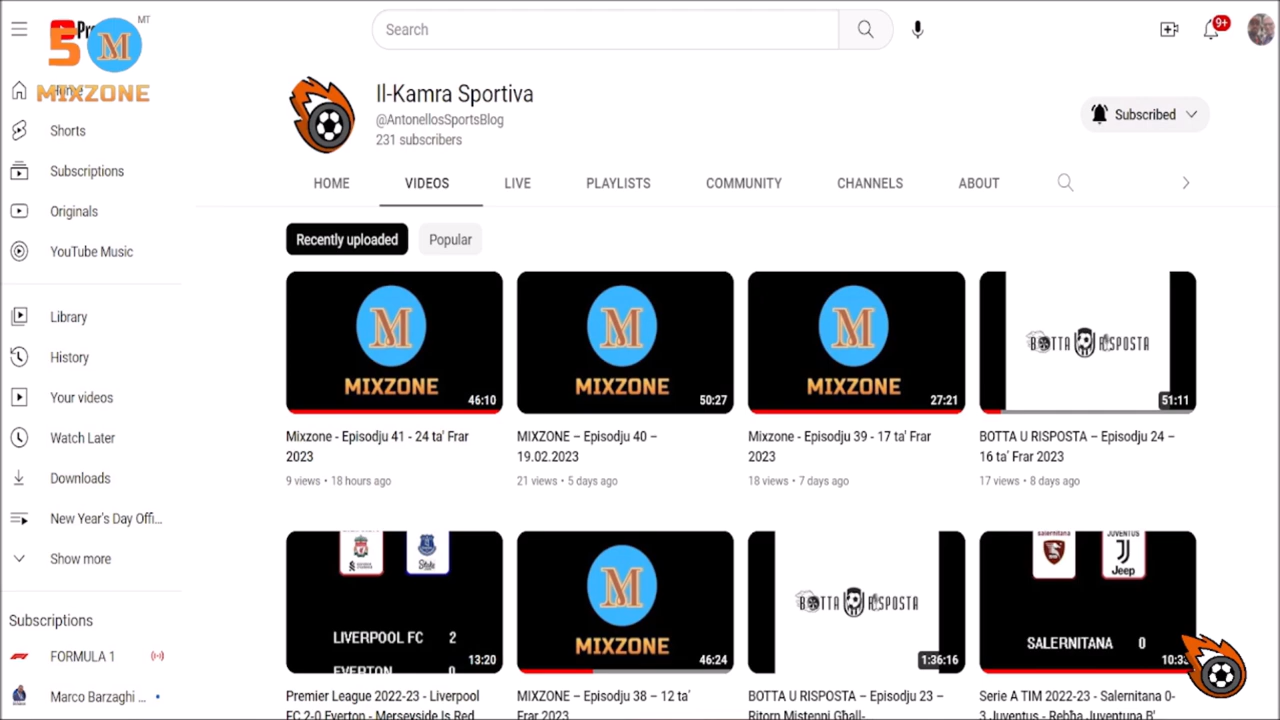 MT
5 M
MIXZONE
Search
9+
Il-Kamra Sportiva
@AntonellosSportsBlog
231 subscribers
Subscribed
HOME
VIDEOS
LIVE
PLAYLISTS
COMMUNITY
CHANNELS
ABOUT
Recently uploaded
Popular
Home
Shorts
Subscriptions
Originals
YouTube Music
Library
History
Your videos
Watch Later
Downloads
New Year's Day Offi...
Show more
Subscriptions
FORMULA 1
Marco Barzaghi ...
M
MIXZONE
46:10
Mixzone - Episodju 41 - 24 ta' Frar
2023
9 views • 18 hours ago
M
MIXZONE
50:27
MIXZONE – Episodju 40 –
19.02.2023
21 views • 5 days ago
M
MIXZONE
27:21
Mixzone - Episodju 39 - 17 ta' Frar
2023
18 views • 7 days ago
BOTTA U RISPOSTA
51:11
BOTTA U RISPOSTA – Episodju 24 –
16 ta' Frar 2023
17 views • 8 days ago
LIVERPOOL FC 2
EVERTON 0
13:20
Premier League 2022-23 - Liverpool
FC 2-0 Everton - Merseyside Is Red
M
MIXZONE
46:24
MIXZONE – Episodju 38 – 12 ta'
Frar 2023
BOTTA U RISPOSTA
1:36:16
BOTTA U RISPOSTA – Episodju 23 –
Ritorn Mistenni Għall-
Salernitana
JUVENTUS
Jeep
SALERNITANA 0
Serie A TIM 2022-23 - Salernitana 0-
3 Juventus - Rebħa Juventuna B'